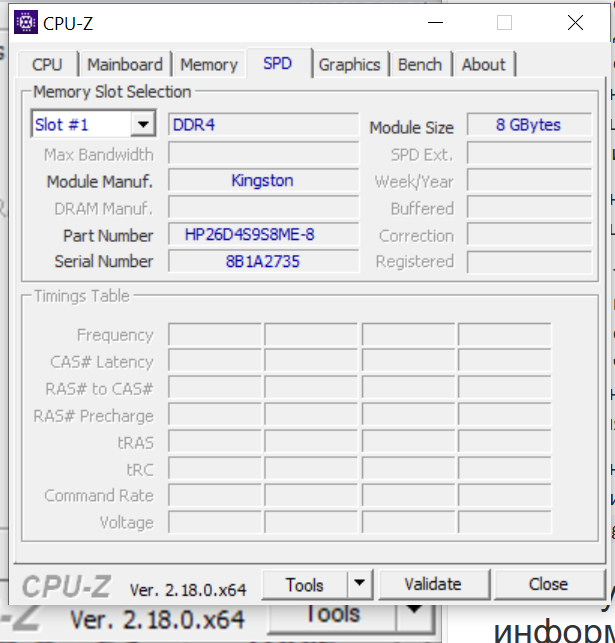 CPU-Z
CPU Mainboard Memory SPD Graphics Bench About
Memory Slot Selection
Slot #1 DDR4 Module Size 8 GBytes
Max Bandwidth SPD Ext.
Module Manuf. Kingston Week/Year
DRAM Manuf. Buffered
Part Number HP26D4S9S8ME-8 Correction
Serial Number 8B1A2735 Registered
Timings Table
Frequency
CAS# Latency
RAS# to CAS#
RAS# Precharge
tRAS
tRC
Command Rate
Voltage
CPU-Z Ver. 2.18.0.x64 Tools Validate Close
-Z Ver. 2.18.0.x64 Tools
информ